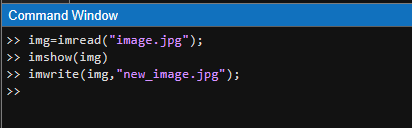 Command Window
>> img=imread("image.jpg");
>> imshow(img)
>> imwrite(img,"new_image.jpg");
>>